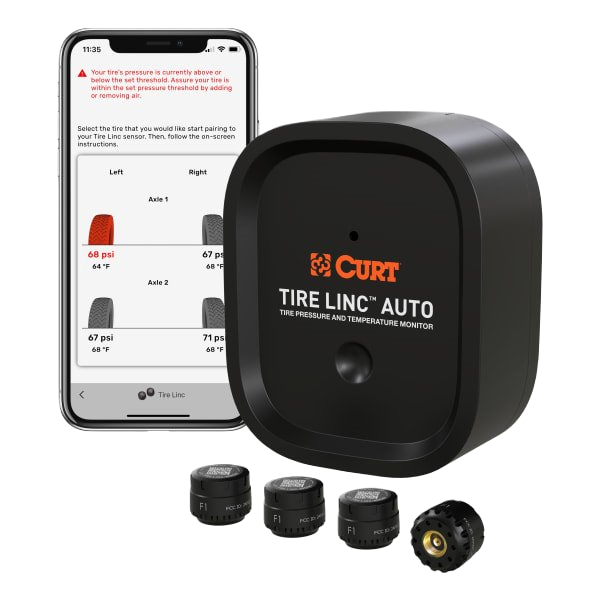 11:35
Your tire's pressure is currently above or
below the set threshold. Assure your tire is
within the set pressure threshold by adding
or removing air.
Select the tire that you would like start pairing to
your Tire Linc sensor. Then, follow the on-screen
instructions.
Left Right
Axle 1
68 psi 67 ps
64 °F 68 °F
Axle 2
67 psi 71 ps
68 °F 68 °F
Tire Linc
CURT
TIRE LINC™ AUTO
TIRE PRESSURE AND TEMPERATURE MONITOR
F1
F1
F1